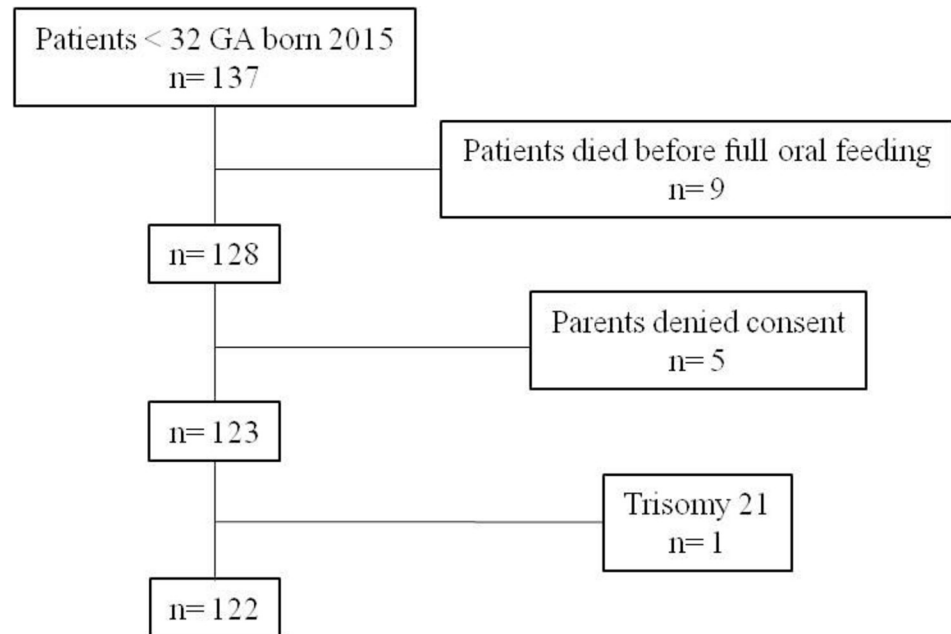 Patients < 32 GA born 2015
n= 137
Patients died before full oral feeding
n= 9
n= 128
Parents denied consent
n= 5
n= 123
Trisomy 21
n= 1
n= 122